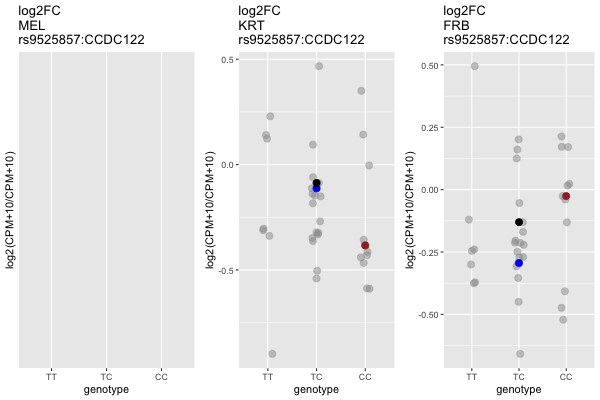 log2FC
MEL
rs9525857:CCDC122
log2(CPM+10/CPM+10)
TT TC CC
genotype
log2FC
KRT
rs9525857:CCDC122
log2(CPM+10/CPM+10)
0.5
0.0
-0.5
TT TC CC
genotype
log2FC
FRB
rs9525857:CCDC122
log2(CPM+10/CPM+10)
0.50
0.25
0.00
-0.25
-0.50
TT TC CC
genotype